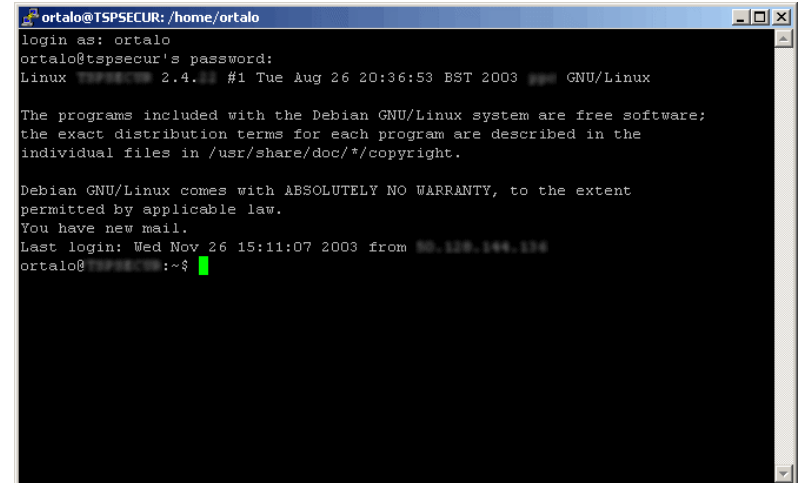 ortalo@TSPSECUR: /home/ortalo
login as: ortalo
ortalo@tspsecur's password:
Linux 2.4. #1 Tue Aug 26 20:36:53 BST 2003 GNU/Linux
The programs included with the Debian GNU/Linux system are free software;
the exact distribution terms for each program are described in the
individual files in /usr/share/doc/*/copyright.
Debian GNU/Linux comes with ABSOLUTELY NO WARRANTY, to the extent
permitted by applicable law.
You have new mail.
Last login: Wed Nov 26 15:11:07 2003 from
ortalo@ :~$